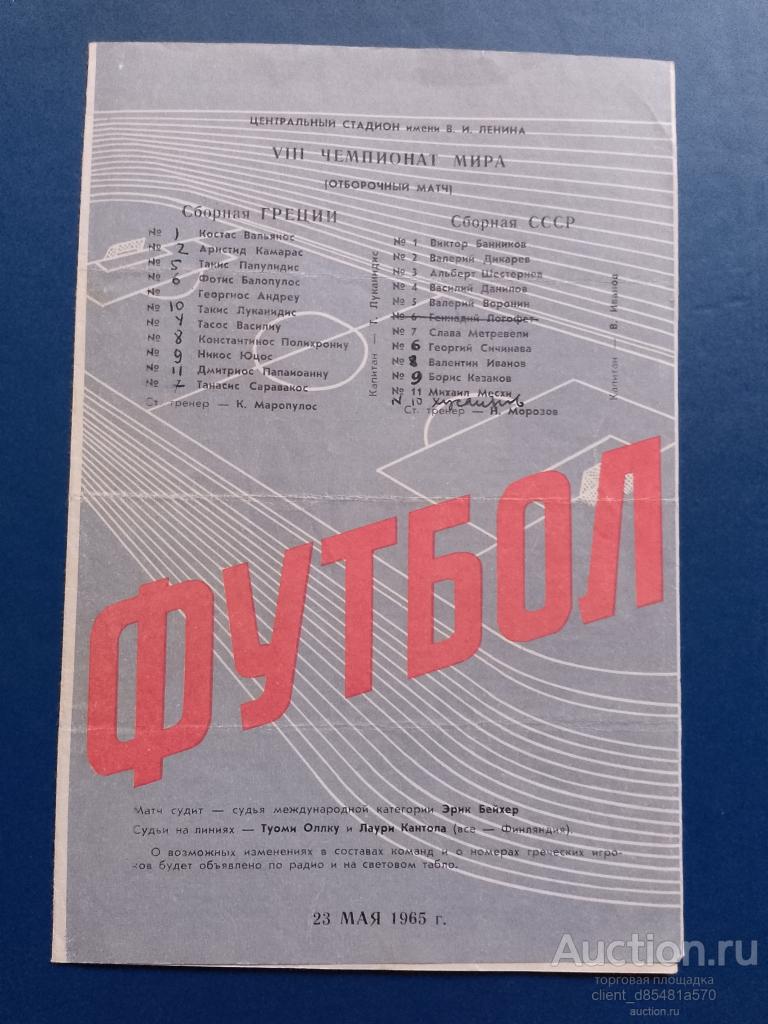 ЦЕНТРАЛЬНЫЙ СТАДИОН имени В. И. ЛЕНИНА
VIII ЧЕМПИОНАТ МИРА
(ОТБОРОЧНЫЙ МАТЧ)
Сборная ГРЕЦИИ
№ 1 Костас Вальянос
№ 2 Аристид Камарас
№ 5 Такис Папулидис
№ 6 Фотис Балопулос
№ Георгиос Андреу
№ 10 Такис Луканидис
№ 4 Тасос Василиу
№ 8 Константинос Полихрониу
№ 9 Никос Юцос
№ 11 Дмитриос Папаиоанну
№ 7 Танасис Саравакос
Ст. тренер — К. Маропулос
Капитан — Т. Луканидис
Сборная СССР
№ 1 Виктор Банников
№ 2 Валерий Дикарев
№ 3 Альберт Шестернев
№ 4 Василий Данилов
№ 5 Валерий Воронин
№ 6 Геннадий Логофет
№ 7 Слава Метревели
№ 6 Георгий Сичинава
№ 8 Валентин Иванов
№ 9 Борис Казаков
№ 11 Михаил Месхи
N 10 Хусаинов
Ст. тренер — Н. Морозов
Капитан — В. Иванов
ФУТБОЛ
Матч судит — судья международной категории Эрик Бейхер
Судьи на линиях — Туоми Оллку и Лаури Кантола (все — Финляндия).
О возможных изменениях в составах команд и о номерах греческих игро-
ков будет объявлено по радио и на световом табло.
23 МАЯ 1965 г.
Auction.ru
торговая площадка
client_d85481a570
auction.ru